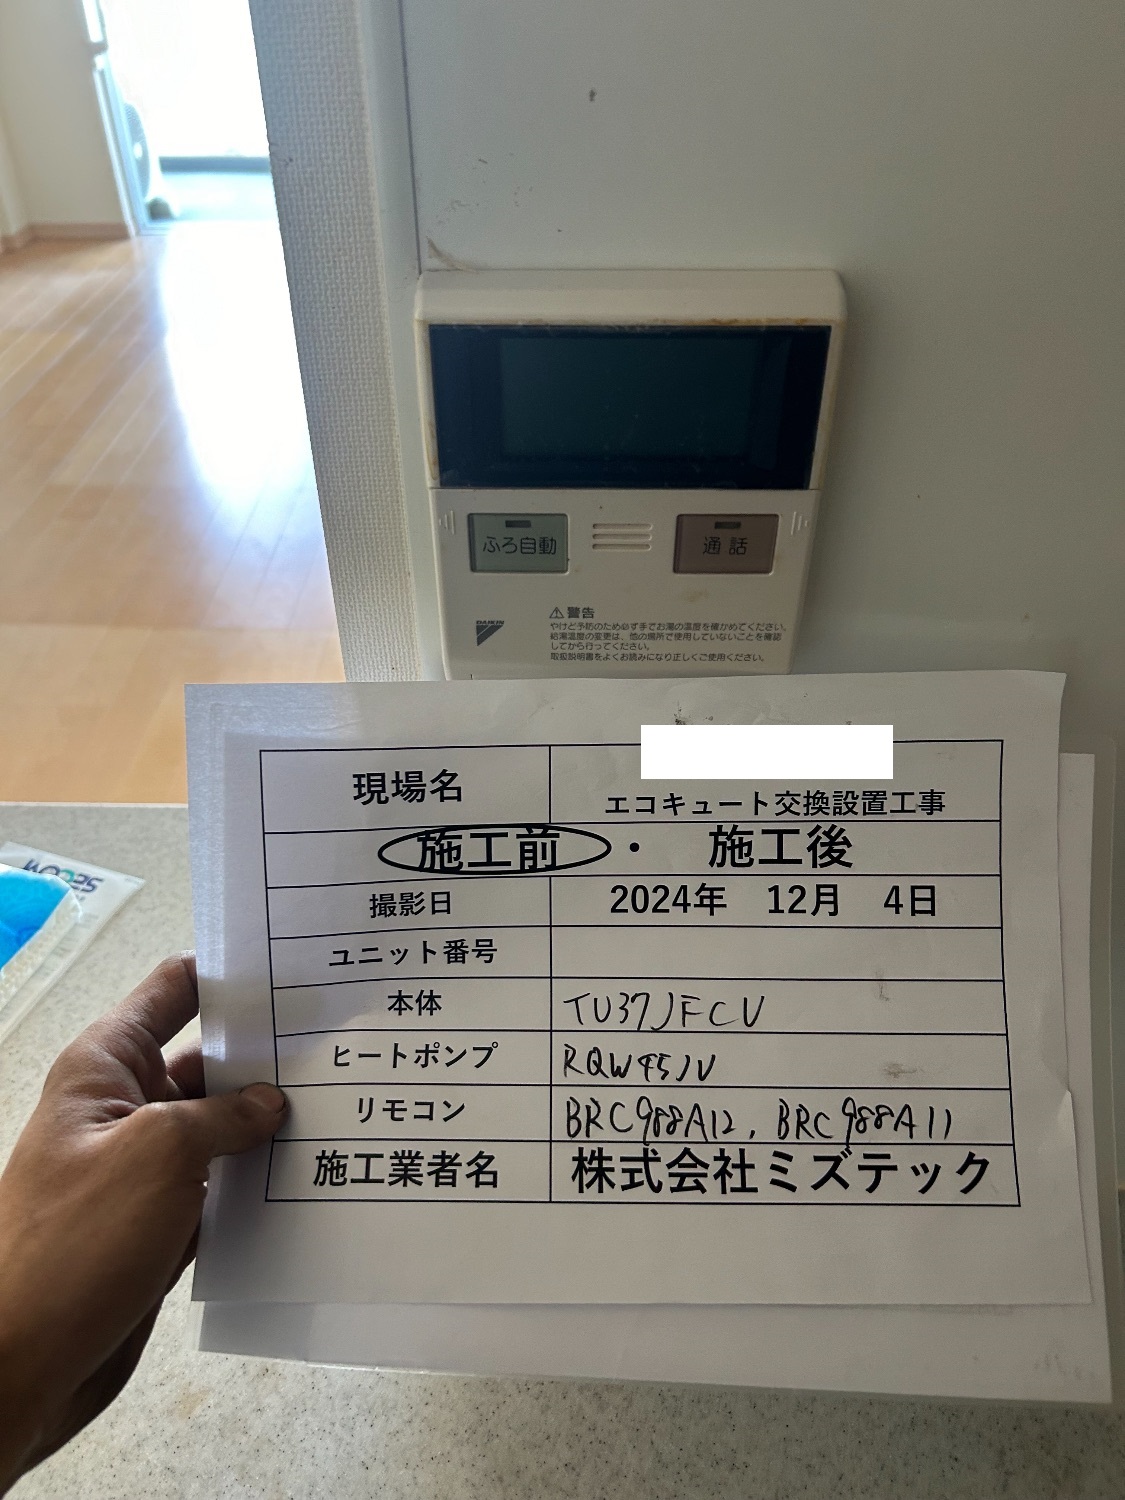 ふろ自動
通話
DAIKIN
⚠警告
やけど予防のため必ず手でお湯の温度を確かめてください。
給湯温度の変更は、他の場所で使用していないことを確認
してから行ってください。
取扱説明書をよくお読みになり正しくご使用ください。
SECOM
現場名
エコキュート交換設置工事
施工前・ 施工後
撮影日 2024年 12月 4日
ユニット番号
本体 TU37JFCV
ヒートポンプ RQW45JV
リモコン BRC988A12, BRC988A11
施工業者名 株式会社ミズテック